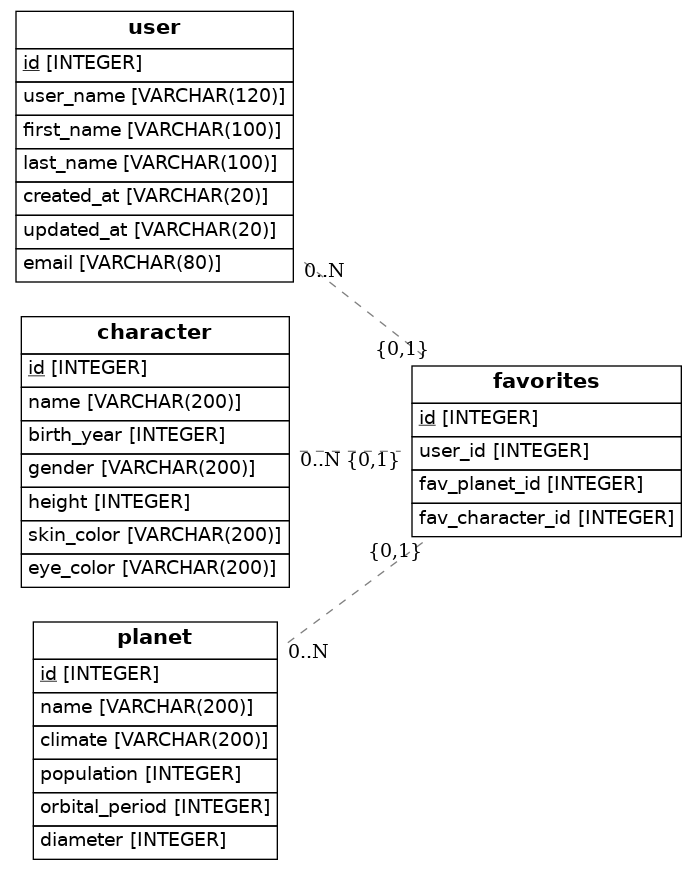 user
id [INTEGER]
user_name [VARCHAR(120)]
first_name [VARCHAR(100)]
last_name [VARCHAR(100)]
created_at [VARCHAR(20)]
updated_at [VARCHAR(20)]
email [VARCHAR(80)]
0..N
{0,1}
character
id [INTEGER]
name [VARCHAR(200)]
birth_year [INTEGER]
gender [VARCHAR(200)]
height [INTEGER]
skin_color [VARCHAR(200)]
eye_color [VARCHAR(200)]
0..N {0,1}
favorites
id [INTEGER]
user_id [INTEGER]
fav_planet_id [INTEGER]
fav_character_id [INTEGER]
{0,1}
0..N
planet
id [INTEGER]
name [VARCHAR(200)]
climate [VARCHAR(200)]
population [INTEGER]
orbital_period [INTEGER]
diameter [INTEGER]